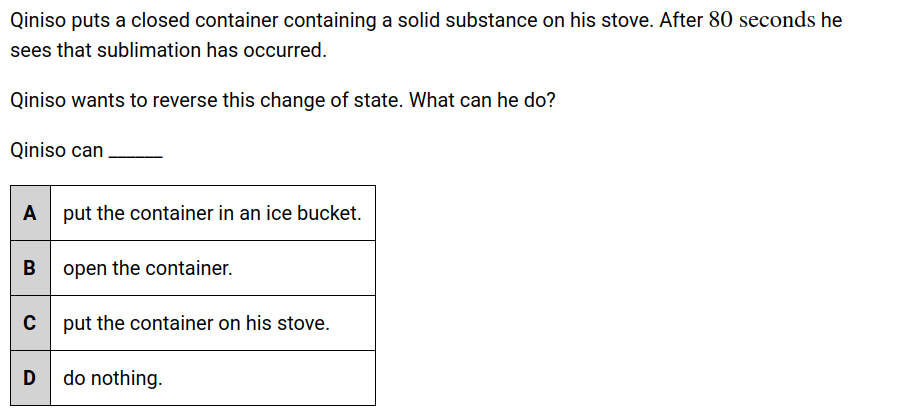 Qiniso puts a closed container containing a solid substance on his stove. After 80 seconds he
sees that sublimation has occurred.
Qiniso wants to reverse this change of state. What can he do?
Qiniso can ______
A put the container in an ice bucket.
B open the container.
C put the container on his stove.
D do nothing.